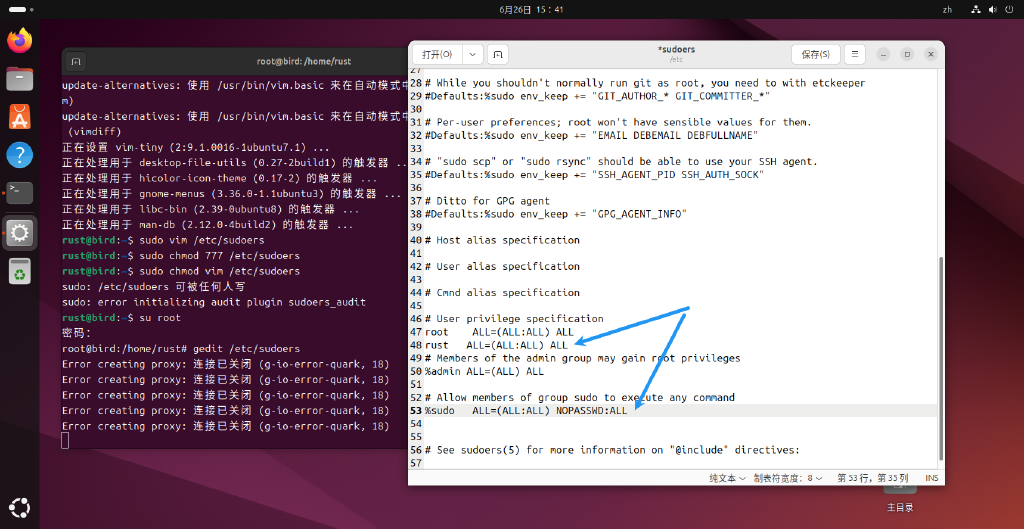 6月26日 15：41
zh
root@bird: /home/rust
update-alternatives: 使用 /usr/bin/vim.basic 来在自动模式中
m)
update-alternatives: 使用 /usr/bin/vim.basic 来在自动模式中
(vimdiff)
正在设置 vim-tiny (2:9.1.0016-1ubuntu7.1) ...
正在处理用于 desktop-file-utils (0.27-2build1) 的触发器 ..
正在处理用于 hicolor-icon-theme (0.17-2) 的触发器 ...
正在处理用于 gnome-menus (3.36.0-1.1ubuntu3) 的触发器 ...
正在处理用于 libc-bin (2.39-0ubuntu8) 的触发器 ...
正在处理用于 man-db (2.12.0-4build2) 的触发器 ...
rust@bird:~$ sudo vim /etc/sudoers
rust@bird:~$ sudo chmod 777 /etc/sudoers
rust@bird:~$ sudo chmod vim /etc/sudoers
sudo: /etc/sudoers 可被任何人写
sudo: error initializing audit plugin sudoers_audit
rust@bird:~$ su root
密码：
root@bird:/home/rust# gedit /etc/sudoers
Error creating proxy: 连接已关闭 (g-io-error-quark, 18)
Error creating proxy: 连接已关闭 (g-io-error-quark, 18)
Error creating proxy: 连接已关闭 (g-io-error-quark, 18)
Error creating proxy: 连接已关闭 (g-io-error-quark, 18)
Error creating proxy: 连接已关闭 (g-io-error-quark, 18)
打开(O)
*sudoers
/etc
保存(S)
27
28 # While you shouldn't normally run git as root, you need to with etckeeper
29 #Defaults:%sudo env_keep += "GIT_AUTHOR_* GIT_COMMITTER_*"
30
31 # Per-user preferences; root won't have sensible values for them.
32 #Defaults:%sudo env_keep += "EMAIL DEBEMAIL DEBFULLNAME"
33
34 # "sudo scp" or "sudo rsync" should be able to use your SSH agent.
35 #Defaults:%sudo env_keep += "SSH_AGENT_PID SSH_AUTH_SOCK"
36
37 # Ditto for GPG agent
38 #Defaults:%sudo env_keep += "GPG_AGENT_INFO"
39
40 # Host alias specification
41
42 # User alias specification
43
44 # Cmnd alias specification
45
46 # User privilege specification
47 root    ALL=(ALL:ALL) ALL
48 rust   ALL=(ALL:ALL) ALL
49 # Members of the admin group may gain root privileges
50 %admin ALL=(ALL) ALL
51
52 # Allow members of group sudo to execute any command
53 %sudo   ALL=(ALL:ALL) NOPASSWD:ALL
54
55
56 # See sudoers(5) for more information on "@include" directives:
57
纯文本 制表符宽度：8 第 53 行，第 35 列 INS
主目录